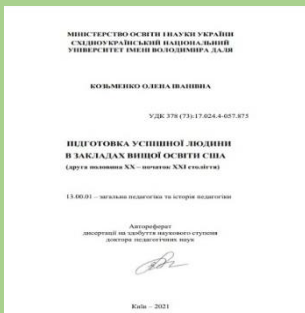 МІНІСТЕРСТВО ОСВІТИ І НАУКИ УКРАЇНИ
СХІДНОУКРАЇНСЬКИЙ НАЦІОНАЛЬНИЙ
УНІВЕРСИТЕТ ІМЕНІ ВОЛОДИМИРА ДАЛЯ
КОЗЬМЕНКО ОЛЕНА ІВАНІВНА
УДК 378 (73):17.024.4-057.875
ПІДГОТОВКА УСПІШНОЇ ЛЮДИНИ
В ЗАКЛАДАХ ВИЩОЇ ОСВІТИ США
(друга половина ХХ – початок ХХІ століття)
13.00.01 – загальна педагогіка та історія педагогіки
Автореферат
дисертації на здобуття наукового ступеня
доктора педагогічних наук
Київ – 2021